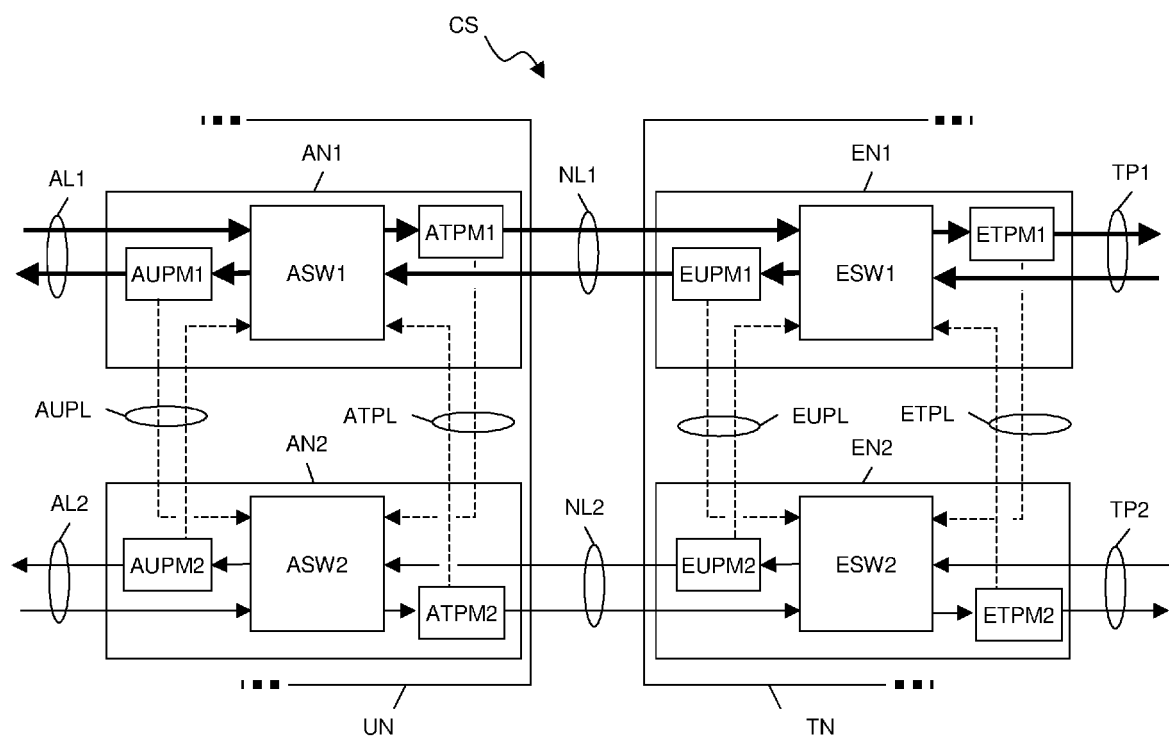 CS
AN1
EN1
AL1
NL1
TP1
ATPM1
ETPM1
AUPM1
ASW1
EUPM1
ESW1
AUPL
ATPL
EUPL
ETPL
AN2
EN2
AL2
NL2
TP2
AUPM2
ASW2
EUPM2
ESW2
ATPM2
ETPM2
UN
TN